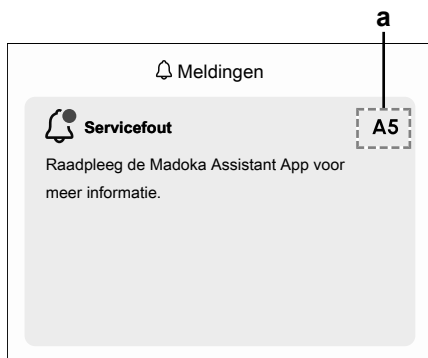 a
Meldingen
Servicefout
A5
Raadpleeg de Madoka Assistant App voor
meer informatie.